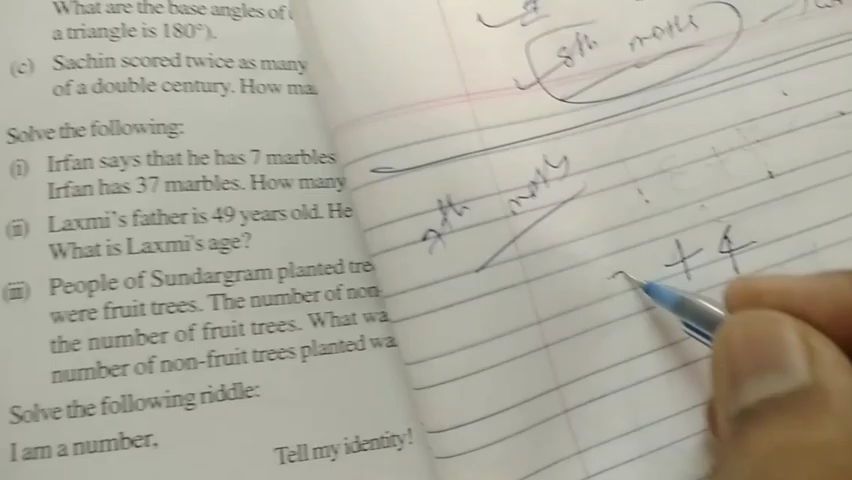 What are the base angles of
a triangle is 180°).
(c) Sachin scored twice as many
of a double century. How
Solve the following:
(i) Irfan says that he has 7 marbles
Irfan has 37 marbles. How many
(ii) Laxmi's father is 49 years old. He
What is Laxmi's age?
(iii) People of Sundargram planted
were fruit trees. The number of non-
the number of fruit trees. What
number of non-fruit trees planted
Solve the following riddle:
I am a number,
Tell my identity!
8th maths
7th maths
+ 4